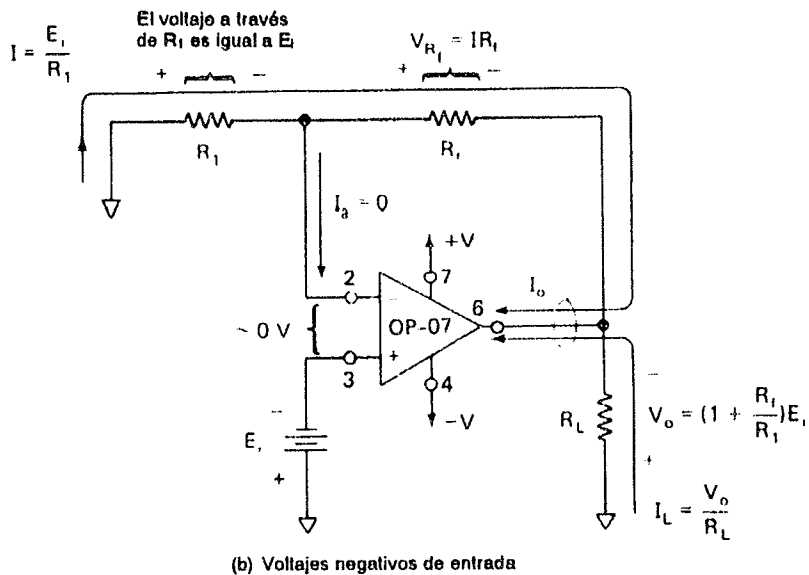 El voltaje a través
de R₁ es igual a Eᵢ
I = Eᵢ/R₁
V_Rf = IR_f
+ −
+ −
R₁
R_f
I_a = 0
+V
2
7
−
6
I_o
~ 0 V
OP-07
+
3
4
−V
−
Eᵢ
+
R_L
−
V_o = (1 + R_f/R₁)Eᵢ
+
I_L = V_o/R_L
(b) Voltajes negativos de entrada